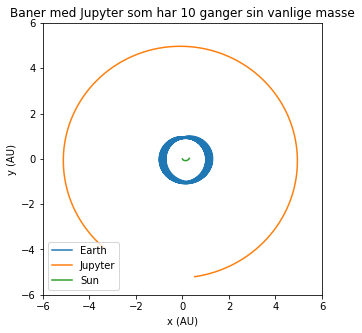 Baner med Jupyter som har 10 ganger sin vanlige masse
6
4
2
0
−2
−4
−6
y (AU)
Earth
Jupyter
Sun
−6 −4 −2 0 2 4 6
x (AU)